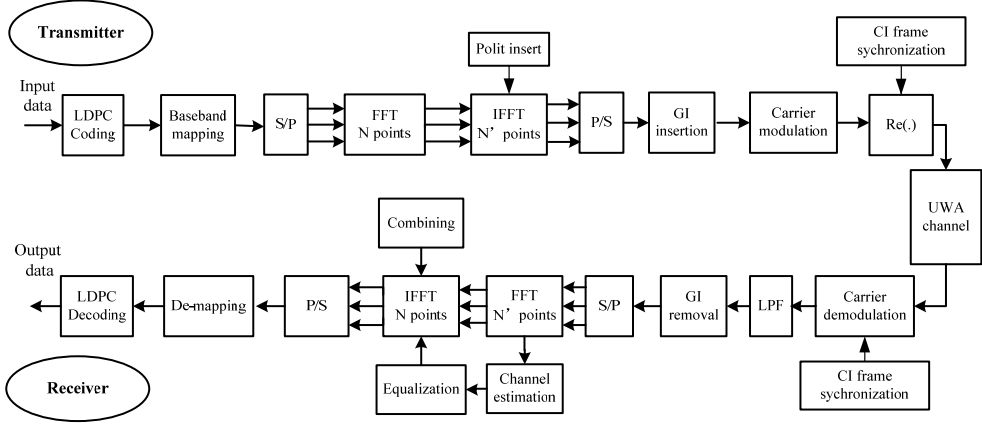 Transmitter
CI frame
sychronization
Polit insert
Input
data
LDPC
Coding
Baseband
mapping
S/P
FFT
N points
IFFT
N’ points
P/S
GI
insertion
Carrier
modulation
Re(.)
UWA
channel
Combining
Output
data
LDPC
Decoding
De-mapping
P/S
IFFT
N points
FFT
N’ points
S/P
GI
removal
LPF
Carrier
demodulation
Receiver
Equalization
Channel
estimation
CI frame
sychronization